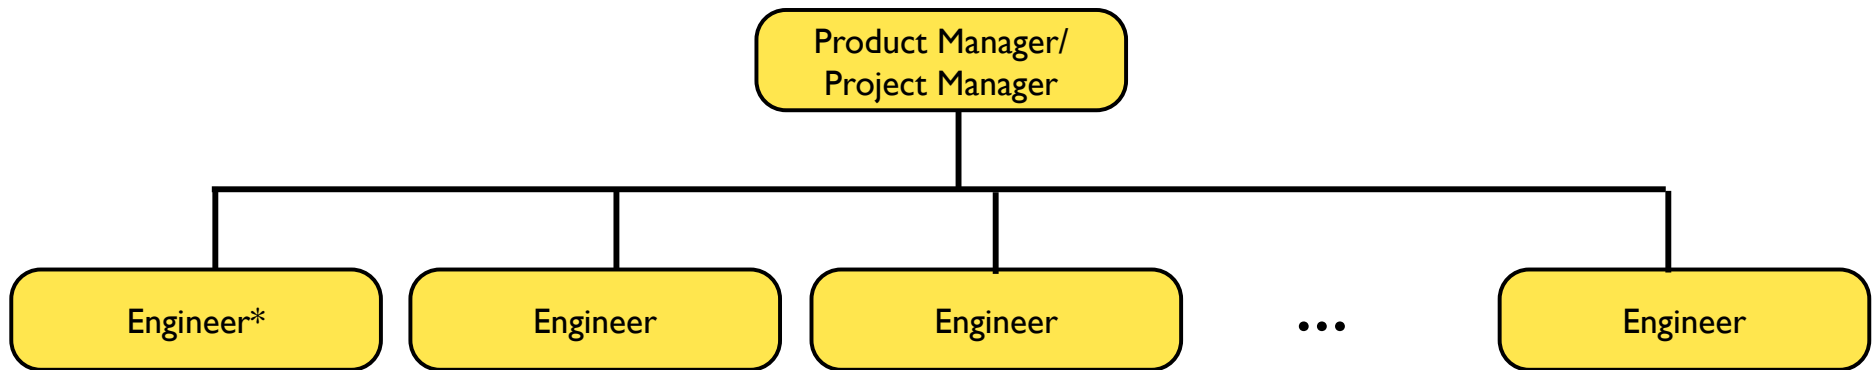 Product Manager/
Project Manager
Engineer*
Engineer
Engineer
...
Engineer